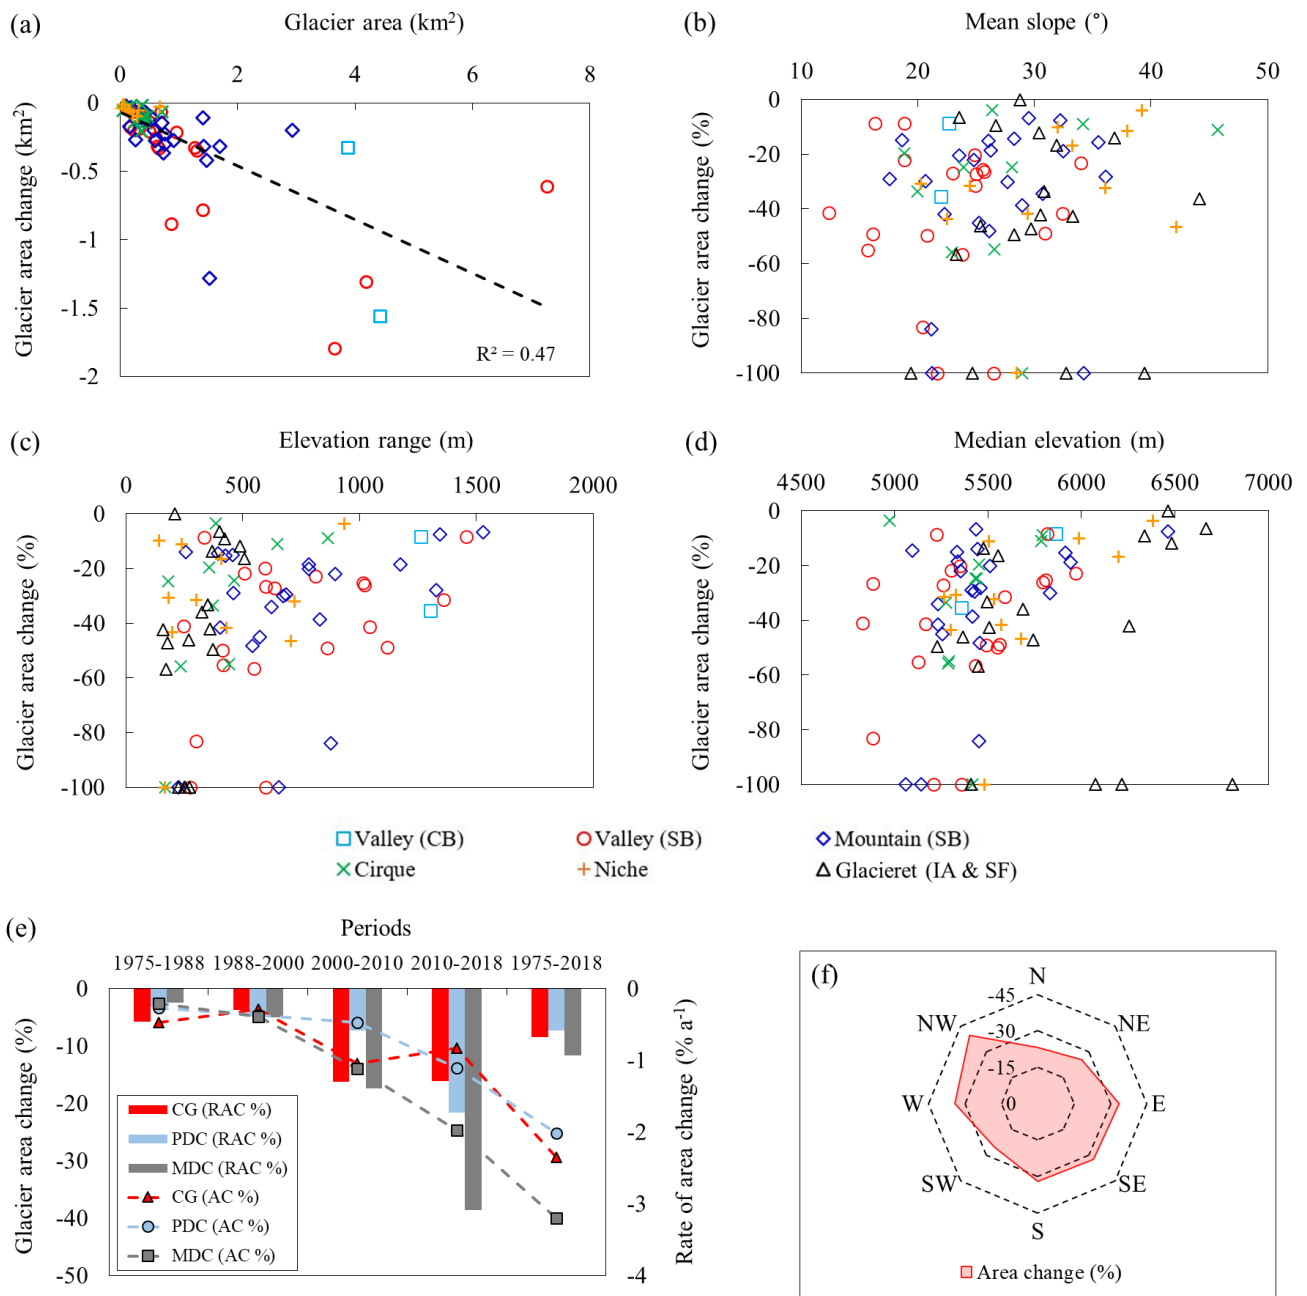 (a)
Glacier area (km²)
0 2 4 6 8
0
-0.5
-1
-1.5
-2
Glacier area change (km²)
R² = 0.47
(b)
Mean slope (°)
10 20 30 40 50
0
-20
-40
-60
-80
-100
Glacier area change (%)
(c)
Elevation range (m)
0 500 1000 1500 2000
0
-20
-40
-60
-80
-100
Glacier area change (%)
(d)
Median elevation (m)
4500 5000 5500 6000 6500 7000
0
-20
-40
-60
-80
-100
Glacier area change (%)
Valley (CB) Valley (SB) Mountain (SB)
Cirque Niche Glacieret (IA & SF)
(e)
Periods
1975-1988 1988-2000 2000-2010 2010-2018 1975-2018
0
-10
-20
-30
-40
-50
Glacier area change (%)
0
-1
-2
-3
-4
Rate of area change (% a⁻¹)
CG (RAC %)
PDC (RAC %)
MDC (RAC %)
CG (AC %)
PDC (AC %)
MDC (AC %)
(f)
N
NE
E
SE
S
SW
W
NW
-45
-30
-15
0
Area change (%)